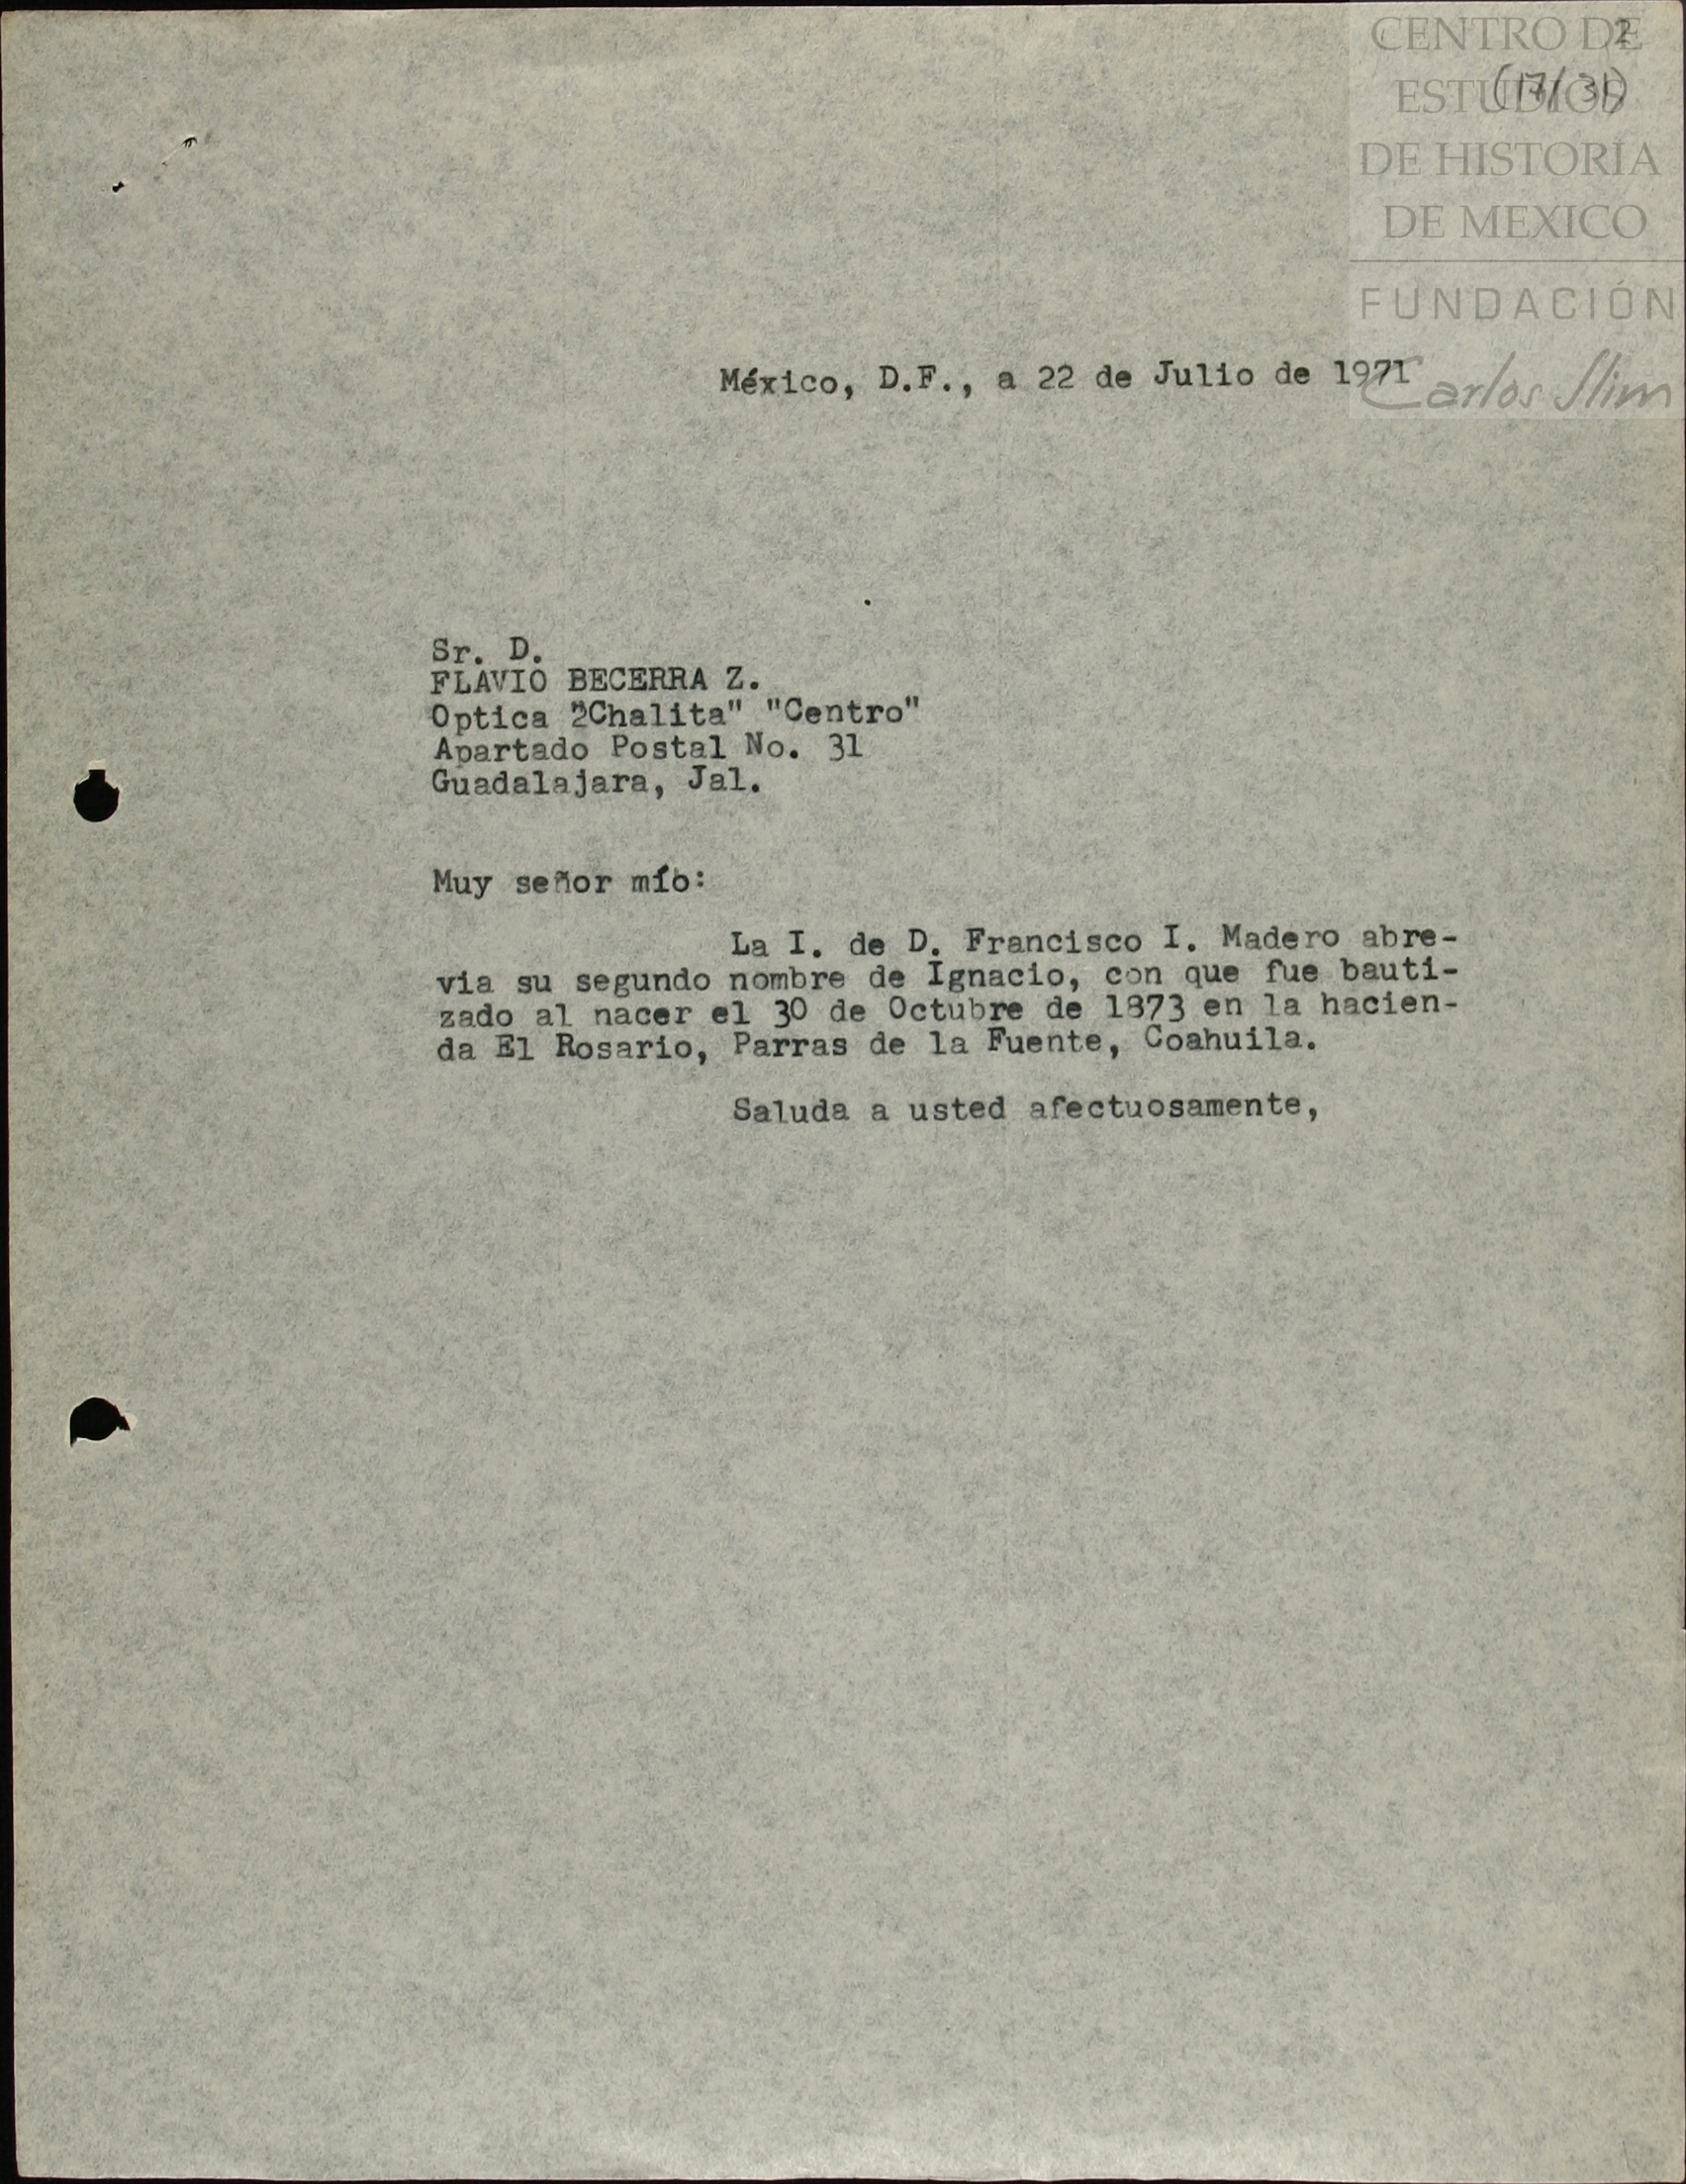 2
(17/31)
CENTRO DE
ESTUDIOS
DE HISTORIA
DE MEXICO
FUNDACIÓN
Carlos Slim
México, D.F., a 22 de Julio de 1971
Sr. D.
FLAVIO BECERRA Z.
Optica "Chalita" "Centro"
Apartado Postal No. 31
Guadalajara, Jal.
Muy señor mío:
La I. de D. Francisco I. Madero abre-
via su segundo nombre de Ignacio, con que fue bauti-
zado al nacer el 30 de Octubre de 1873 en la hacien-
da El Rosario, Parras de la Fuente, Coahuila.
Saluda a usted afectuosamente,